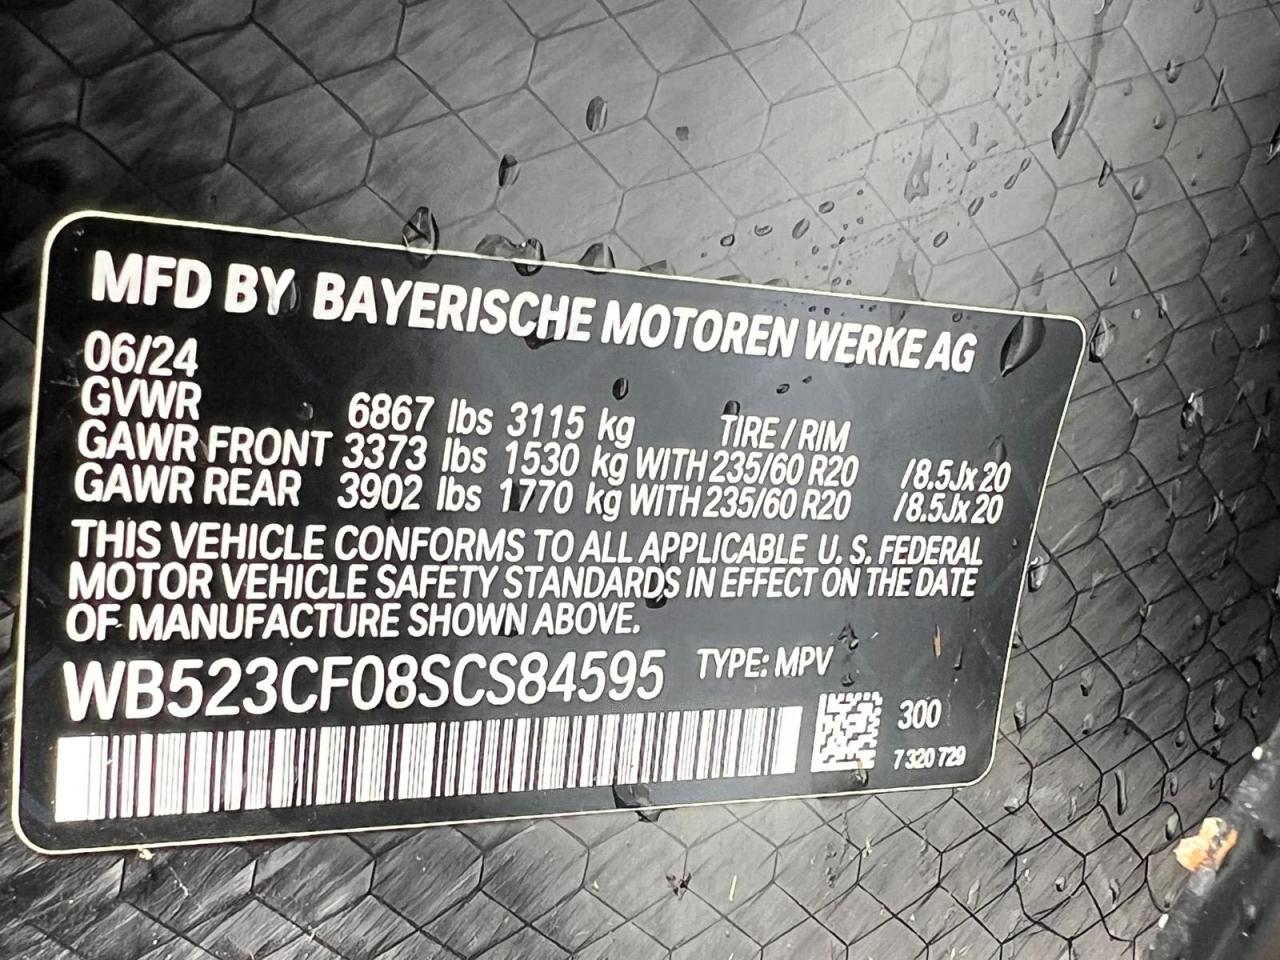 MFD BY BAYERISCHE MOTOREN WERKE AG
06/24
GVWR 6867 lbs 3115 kg TIRE / RIM
GAWR FRONT 3373 lbs 1530 kg WITH 235/60 R20 /8.5Jx20
GAWR REAR 3902 lbs 1770 kg WITH 235/60 R20 /8.5Jx20
THIS VEHICLE CONFORMS TO ALL APPLICABLE U. S. FEDERAL
MOTOR VEHICLE SAFETY STANDARDS IN EFFECT ON THE DATE
OF MANUFACTURE SHOWN ABOVE.
WB523CF08SCS84595 TYPE: MPV
300
7 320 729